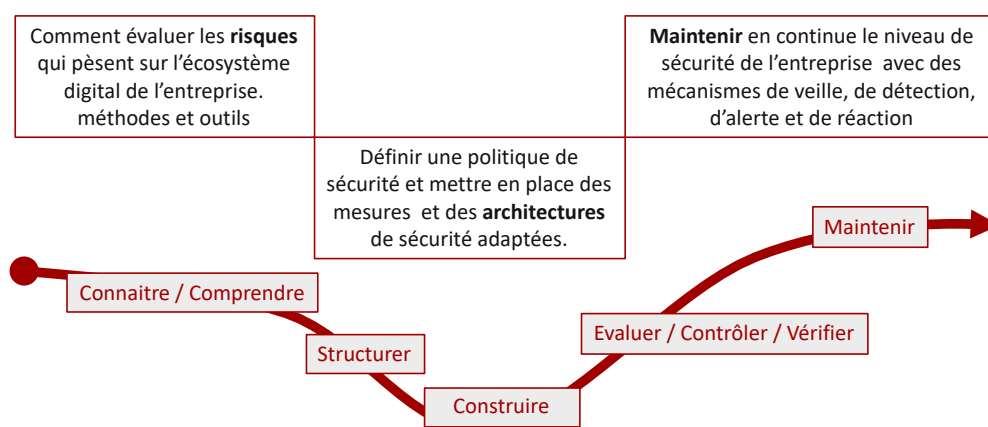 Comment évaluer les risques
qui pèsent sur l’écosystème
digital de l’entreprise.
méthodes et outils
Définir une politique de
sécurité et mettre en place des
mesures et des architectures
de sécurité adaptées.
Maintenir en continue le niveau de
sécurité de l’entreprise avec des
mécanismes de veille, de détection,
d’alerte et de réaction
Connaitre / Comprendre
Structurer
Construire
Evaluer / Contrôler / Vérifier
Maintenir